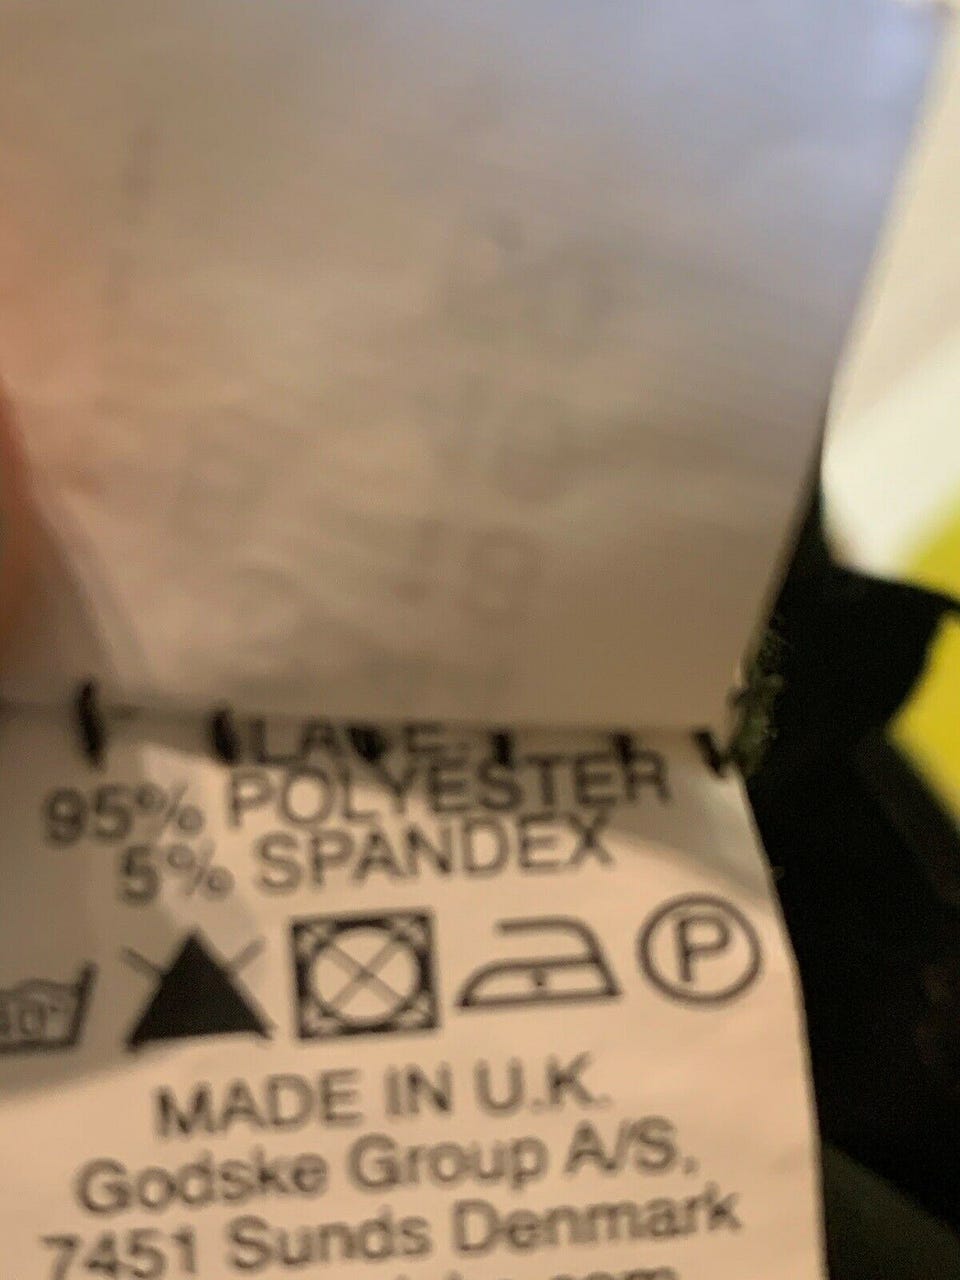 95% POLYESTER
5% SPANDEX
P
MADE IN U.K.
Godske Group A/S,
7451 Sunds Denmark